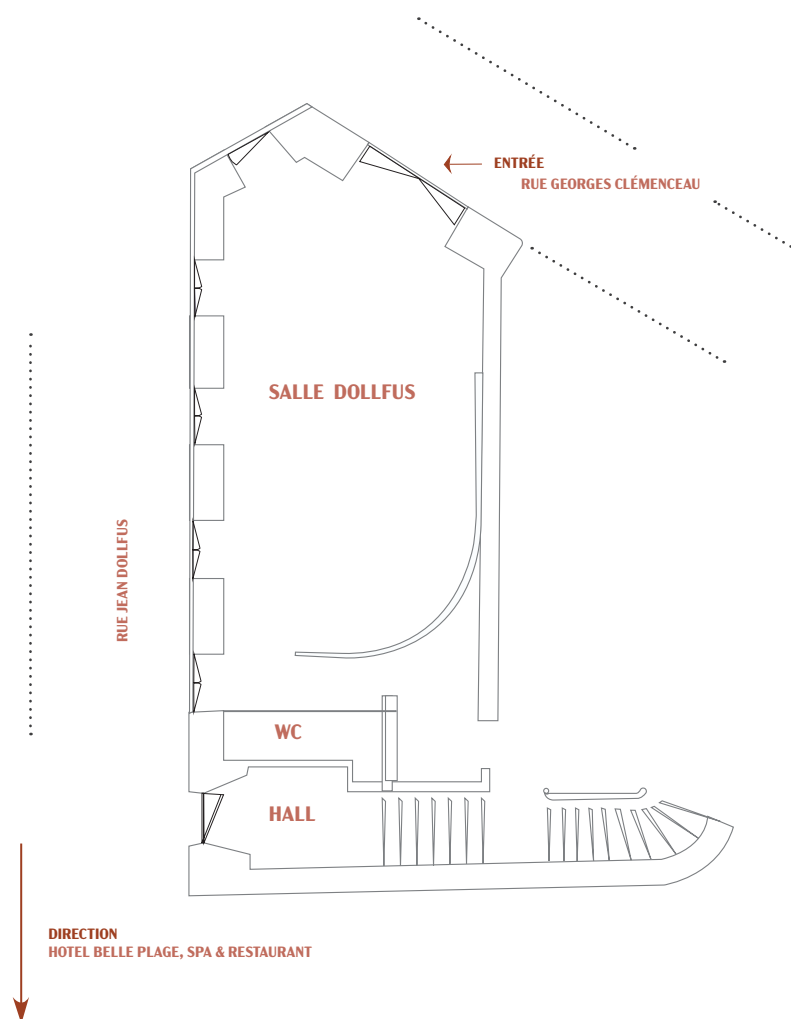 ENTRÉE
RUE GEORGES CLÉMENCEAU
SALLE DOLLFUS
RUE JEAN DOLLFUS
WC
HALL
DIRECTION
HOTEL BELLE PLAGE, SPA & RESTAURANT